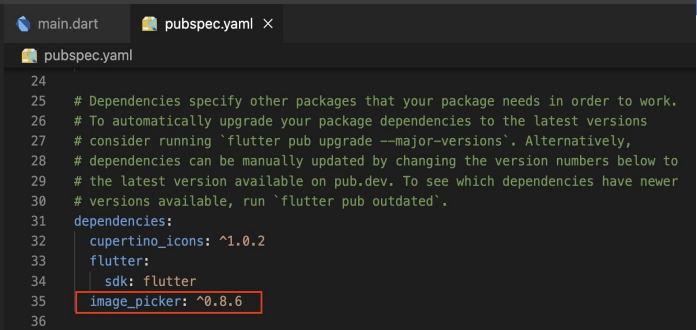 main.dart
pubspec.yaml
pubspec.yaml
24
25 # Dependencies specify other packages that your package needs in order to work.
26 # To automatically upgrade your package dependencies to the latest versions
27 # consider running `flutter pub upgrade --major-versions`. Alternatively,
28 # dependencies can be manually updated by changing the version numbers below to
29 # the latest version available on pub.dev. To see which dependencies have newer
30 # versions available, run `flutter pub outdated`.
31 dependencies:
32 cupertino_icons: ^1.0.2
33 flutter:
34 sdk: flutter
35 image_picker: ^0.8.6
36